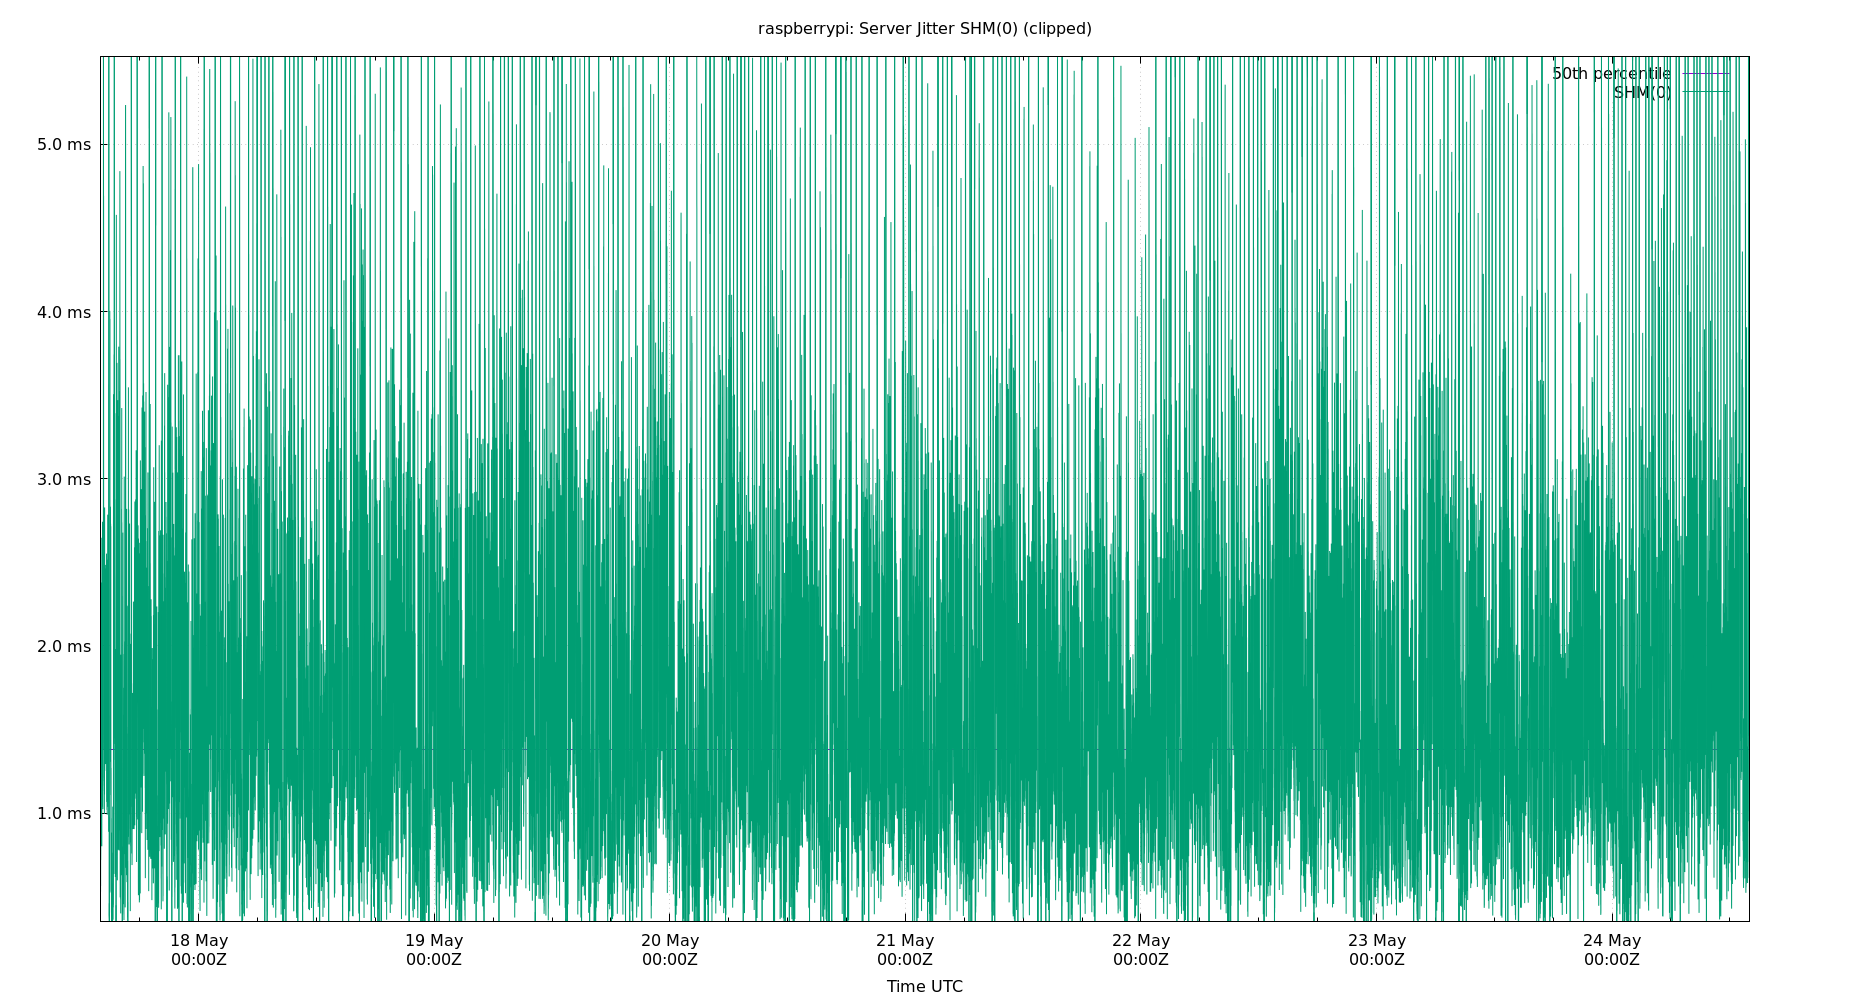 raspberrypi: Server Jitter SHM(0) (clipped)
50th percentile
SHM(0)
5.0 ms
4.0 ms
3.0 ms
2.0 ms
1.0 ms
18 May 19 May 20 May 21 May 22 May 23 May 24 May
00:00Z 00:00Z 00:00Z 00:00Z 00:00Z 00:00Z 00:00Z
Time UTC